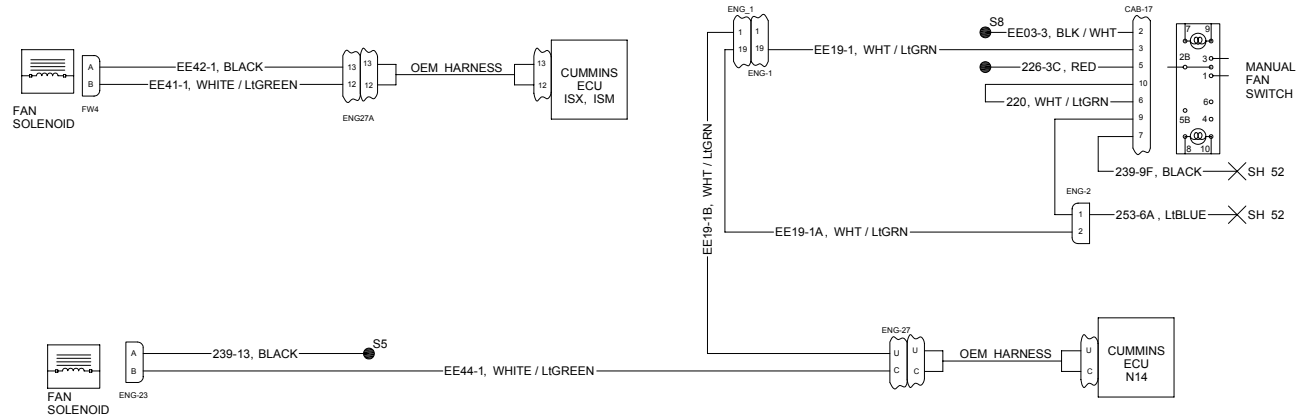 FAN
SOLENOID
A
B
FW4
EE42-1, BLACK
EE41-1, WHITE / LtGREEN
13
12
13
12
ENG27A
OEM HARNESS
13
12
CUMMINS
ECU
ISX, ISM
ENG_1
1
19
1
19
ENG-1
EE19-1, WHT / LtGRN
S8
EE03-3, BLK / WHT
226-3C, RED
220, WHT / LtGRN
CAB-17
2
3
5
10
6
9
7
7
9
2B
3
1
6
5B
4
8
10
MANUAL
FAN
SWITCH
239-9F, BLACK
SH 52
ENG-2
1
2
253-6A, LtBLUE
SH 52
EE19-1B, WHT / LtGRN
EE19-1A, WHT / LtGRN
FAN
SOLENOID
A
B
ENG-23
239-13, BLACK
S5
EE44-1, WHITE / LtGREEN
ENG-27
U
C
U
C
OEM HARNESS
U
C
CUMMINS
ECU
N14